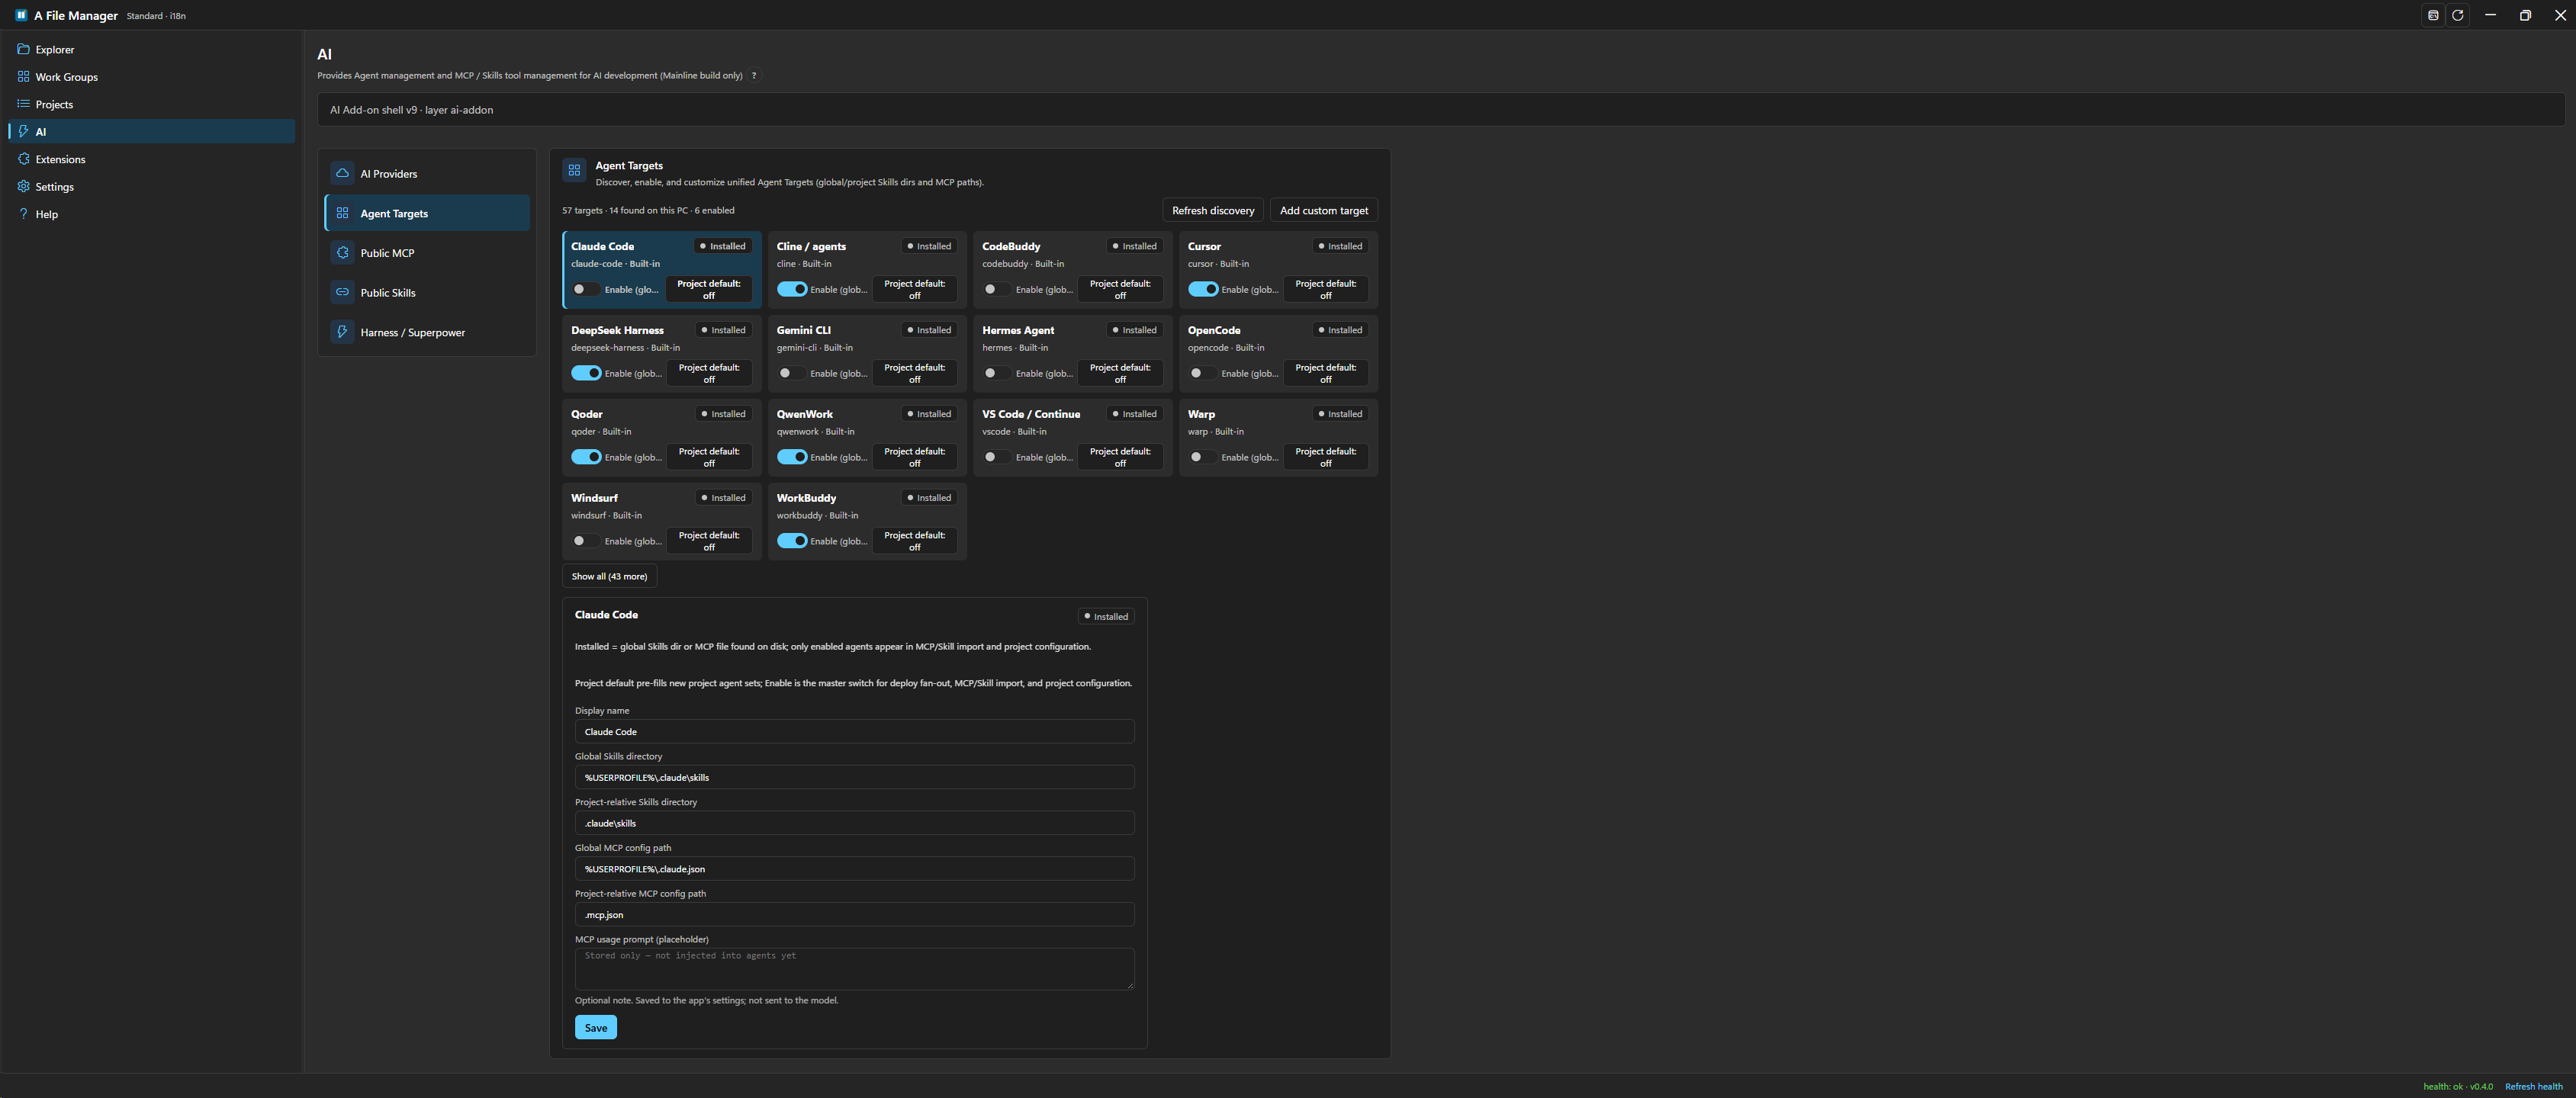 A File Manager Standard · i18n
Explorer
Work Groups
Projects
AI
Extensions
Settings
Help
AI
Provides Agent management and MCP / Skills tool management for AI development (Mainline build only) ?
AI Add-on shell v9 · layer ai-addon
AI Providers
Agent Targets
Public MCP
Public Skills
Harness / Superpower
Agent Targets
Discover, enable, and customize unified Agent Targets (global/project Skills dirs and MCP paths).
57 targets · 14 found on this PC · 6 enabled
Refresh discovery
Add custom target
Claude Code Installed
claude-code · Built-in
Enable (glo... Project default: off
Cline / agents Installed
cline · Built-in
Enable (glob... Project default: off
CodeBuddy Installed
codebuddy · Built-in
Enable (glob... Project default: off
Cursor Installed
cursor · Built-in
Enable (glob... Project default: off
DeepSeek Harness Installed
deepseek-harness · Built-in
Enable (glob... Project default: off
Gemini CLI Installed
gemini-cli · Built-in
Enable (glob... Project default: off
Hermes Agent Installed
hermes · Built-in
Enable (glob... Project default: off
OpenCode Installed
opencode · Built-in
Enable (glob... Project default: off
Qoder Installed
qoder · Built-in
Enable (glob... Project default: off
QwenWork Installed
qwenwork · Built-in
Enable (glob... Project default: off
VS Code / Continue Installed
vscode · Built-in
Enable (glob... Project default: off
Warp Installed
warp · Built-in
Enable (glob... Project default: off
Windsurf Installed
windsurf · Built-in
Enable (glob... Project default: off
WorkBuddy Installed
workbuddy · Built-in
Enable (glob... Project default: off
Show all (43 more)
Claude Code Installed
Installed = global Skills dir or MCP file found on disk; only enabled agents appear in MCP/Skill import and project configuration.
Project default pre-fills new project agent sets; Enable is the master switch for deploy fan-out, MCP/Skill import, and project configuration.
Display name
Claude Code
Global Skills directory
%USERPROFILE%\.claude\skills
Project-relative Skills directory
.claude\skills
Global MCP config path
%USERPROFILE%\.claude.json
Project-relative MCP config path
.mcp.json
MCP usage prompt (placeholder)
Stored only — not injected into agents yet
Optional note. Saved to the app's settings; not sent to the model.
Save
health: ok · v0.4.0 Refresh health